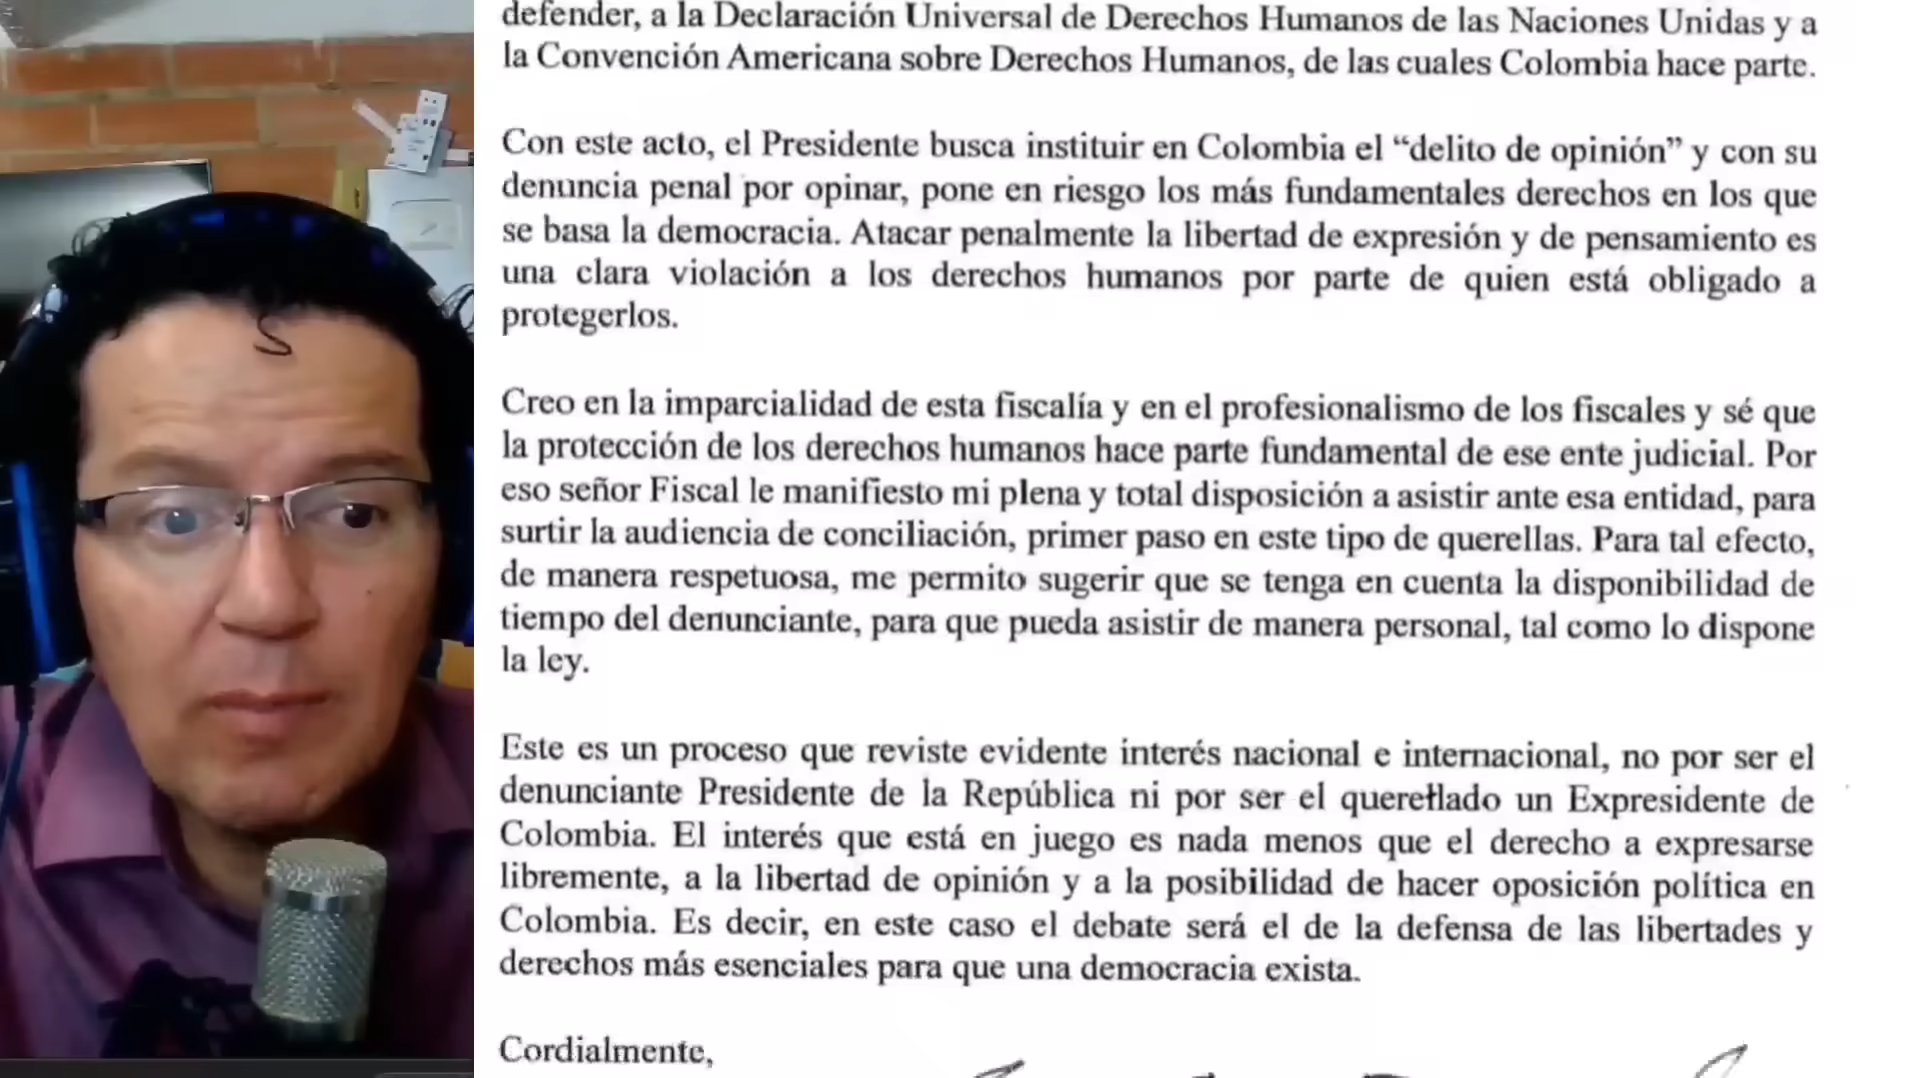 defender, a la Declaración Universal de Derechos Humanos de las Naciones Unidas y a
la Convención Americana sobre Derechos Humanos, de las cuales Colombia hace parte.
Con este acto, el Presidente busca instituir en Colombia el “delito de opinión” y con su
denuncia penal por opinar, pone en riesgo los más fundamentales derechos en los que
se basa la democracia. Atacar penalmente la libertad de expresión y de pensamiento es
una clara violación a los derechos humanos por parte de quien está obligado a
protegerlos.
Creo en la imparcialidad de esta fiscalía y en el profesionalismo de los fiscales y sé que
la protección de los derechos humanos hace parte fundamental de ese ente judicial. Por
eso señor Fiscal le manifiesto mi plena y total disposición a asistir ante esa entidad, para
surtir la audiencia de conciliación, primer paso en este tipo de querellas. Para tal efecto,
de manera respetuosa, me permito sugerir que se tenga en cuenta la disponibilidad de
tiempo del denunciante, para que pueda asistir de manera personal, tal como lo dispone
la ley.
Este es un proceso que reviste evidente interés nacional e internacional, no por ser el
denunciante Presidente de la República ni por ser el querellado un Expresidente de
Colombia. El interés que está en juego es nada menos que el derecho a expresarse
libremente, a la libertad de opinión y a la posibilidad de hacer oposición política en
Colombia. Es decir, en este caso el debate será el de la defensa de las libertades y
derechos más esenciales para que una democracia exista.
Cordialmente,